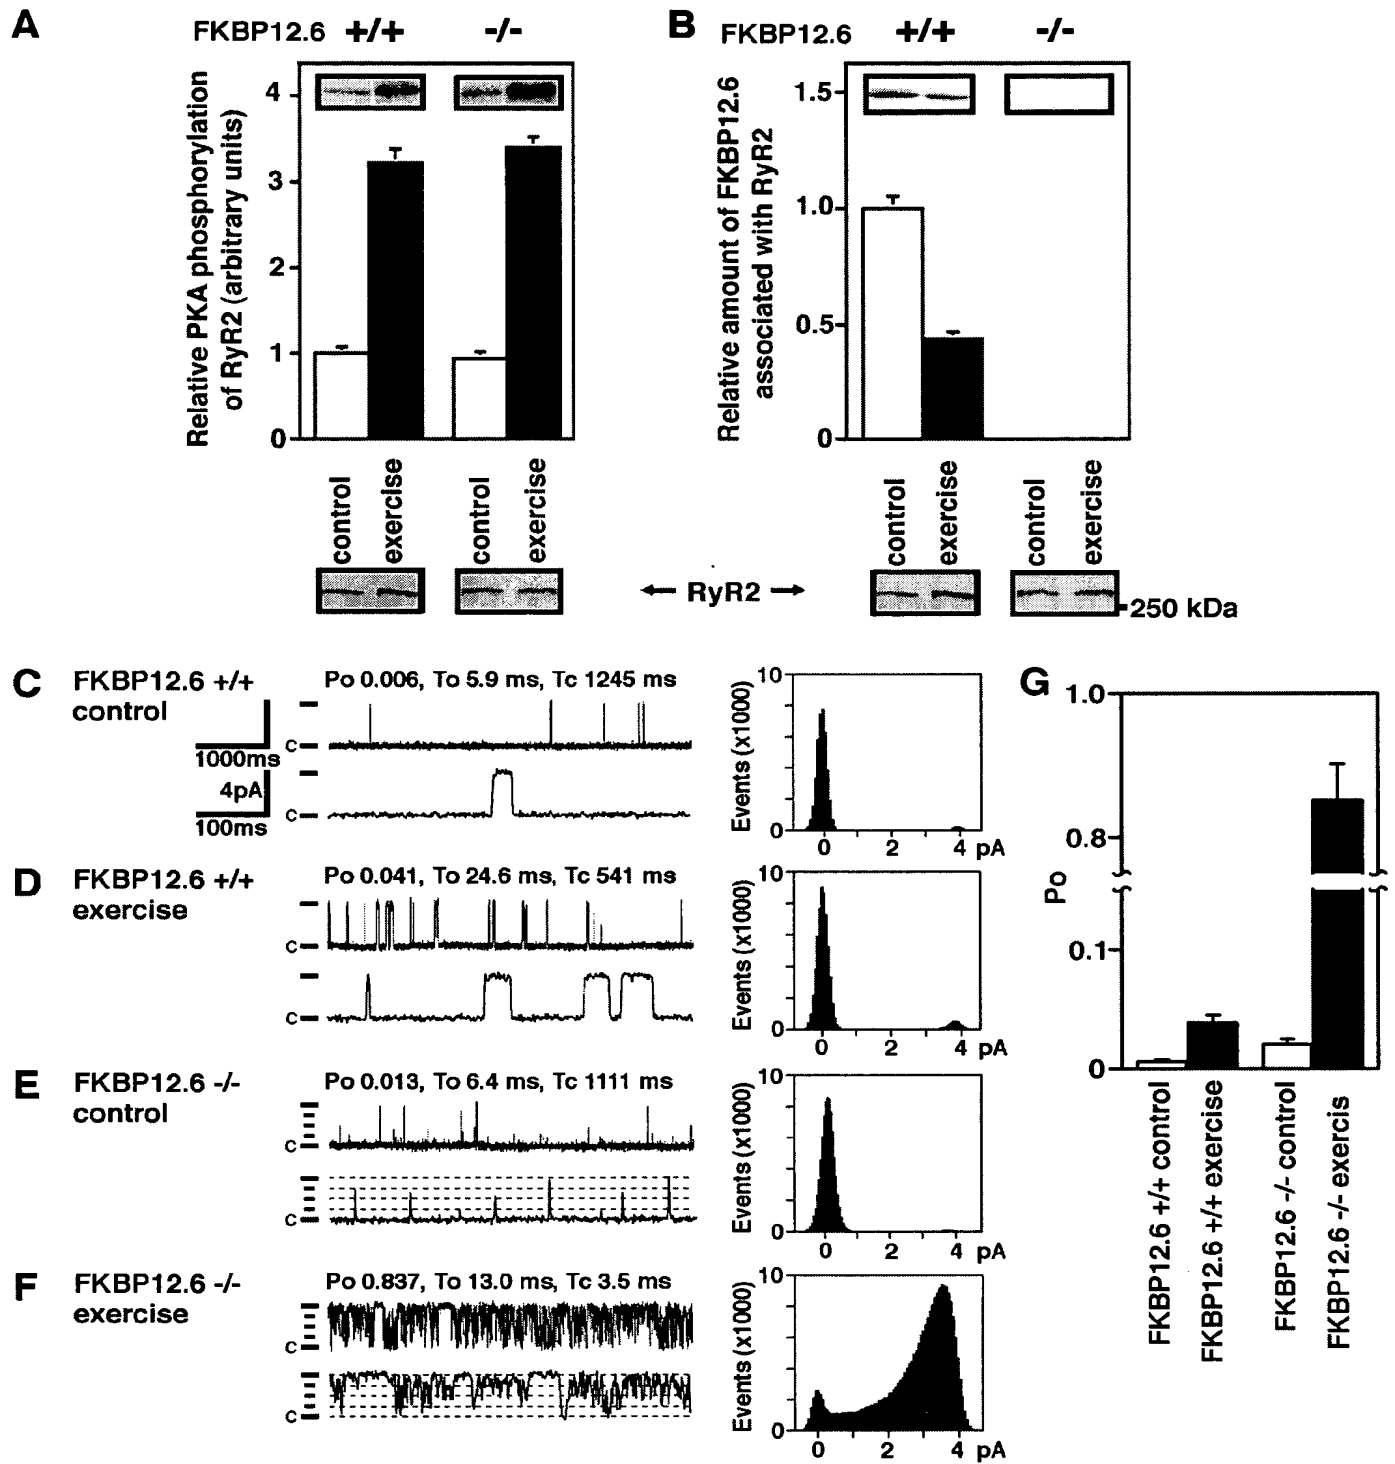 A
FKBP12.6 +/+ -/-
Relative PKA phosphorylation
of RyR2 (arbitrary units)
4
3
2
1
0
control
exercise
control
exercise
B
FKBP12.6 +/+ -/-
Relative amount of FKBP12.6
associated with RyR2
1.5
1.0
0.5
0
control
exercise
control
exercise
RyR2
250 kDa
C
FKBP12.6 +/+
control
1000ms
4pA
100ms
Po 0.006, To 5.9 ms, Tc 1245 ms
c
c
Events (x1000)
10
0
0 2 4 pA
D
FKBP12.6 +/+
exercise
Po 0.041, To 24.6 ms, Tc 541 ms
c
c
Events (x1000)
10
0
0 2 4 pA
E
FKBP12.6 -/-
control
Po 0.013, To 6.4 ms, Tc 1111 ms
c
c
Events (x1000)
10
0
0 2 4 pA
F
FKBP12.6 -/-
exercise
Po 0.837, To 13.0 ms, Tc 3.5 ms
c
c
Events (x1000)
10
0
0 2 4 pA
G
Po
1.0
0.8
0.1
0
FKBP12.6 +/+ control
FKBP12.6 +/+ exercise
FKBP12.6 -/- control
FKBP12.6 -/- exercis